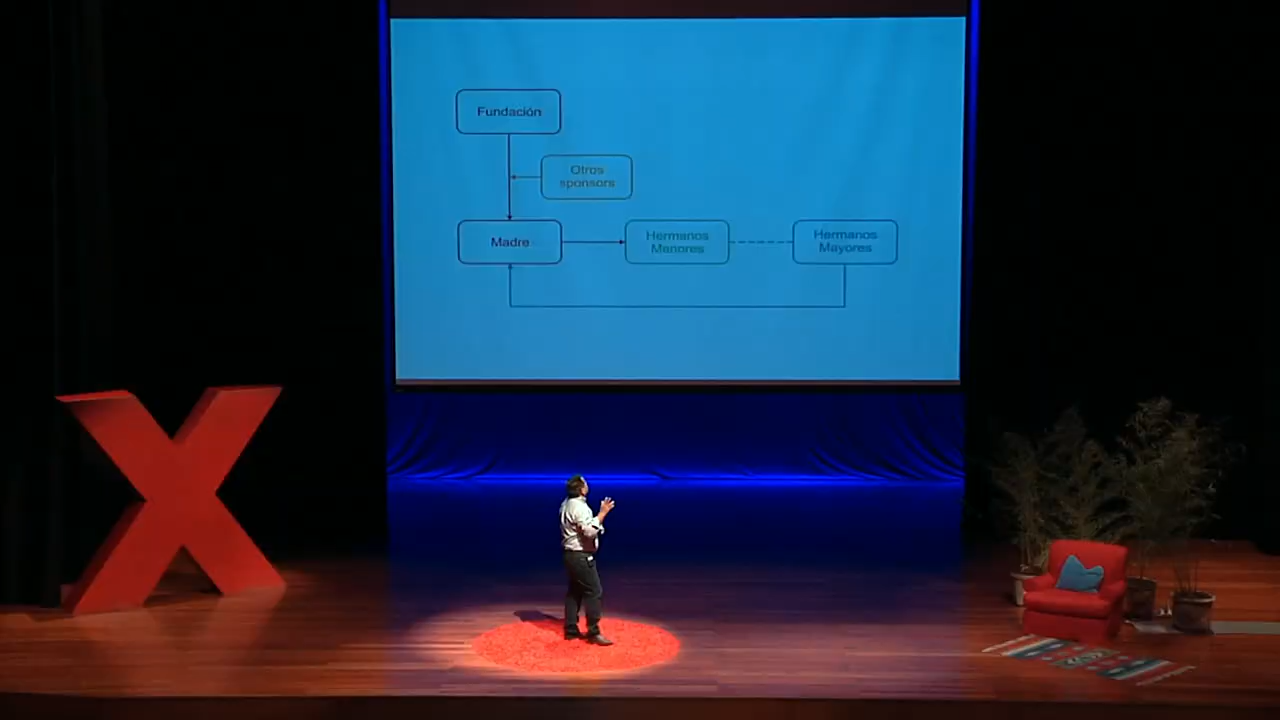 Fundación
Otros
sponsors
Madre
Hermanos
Menores
Hermanos
Mayores
X